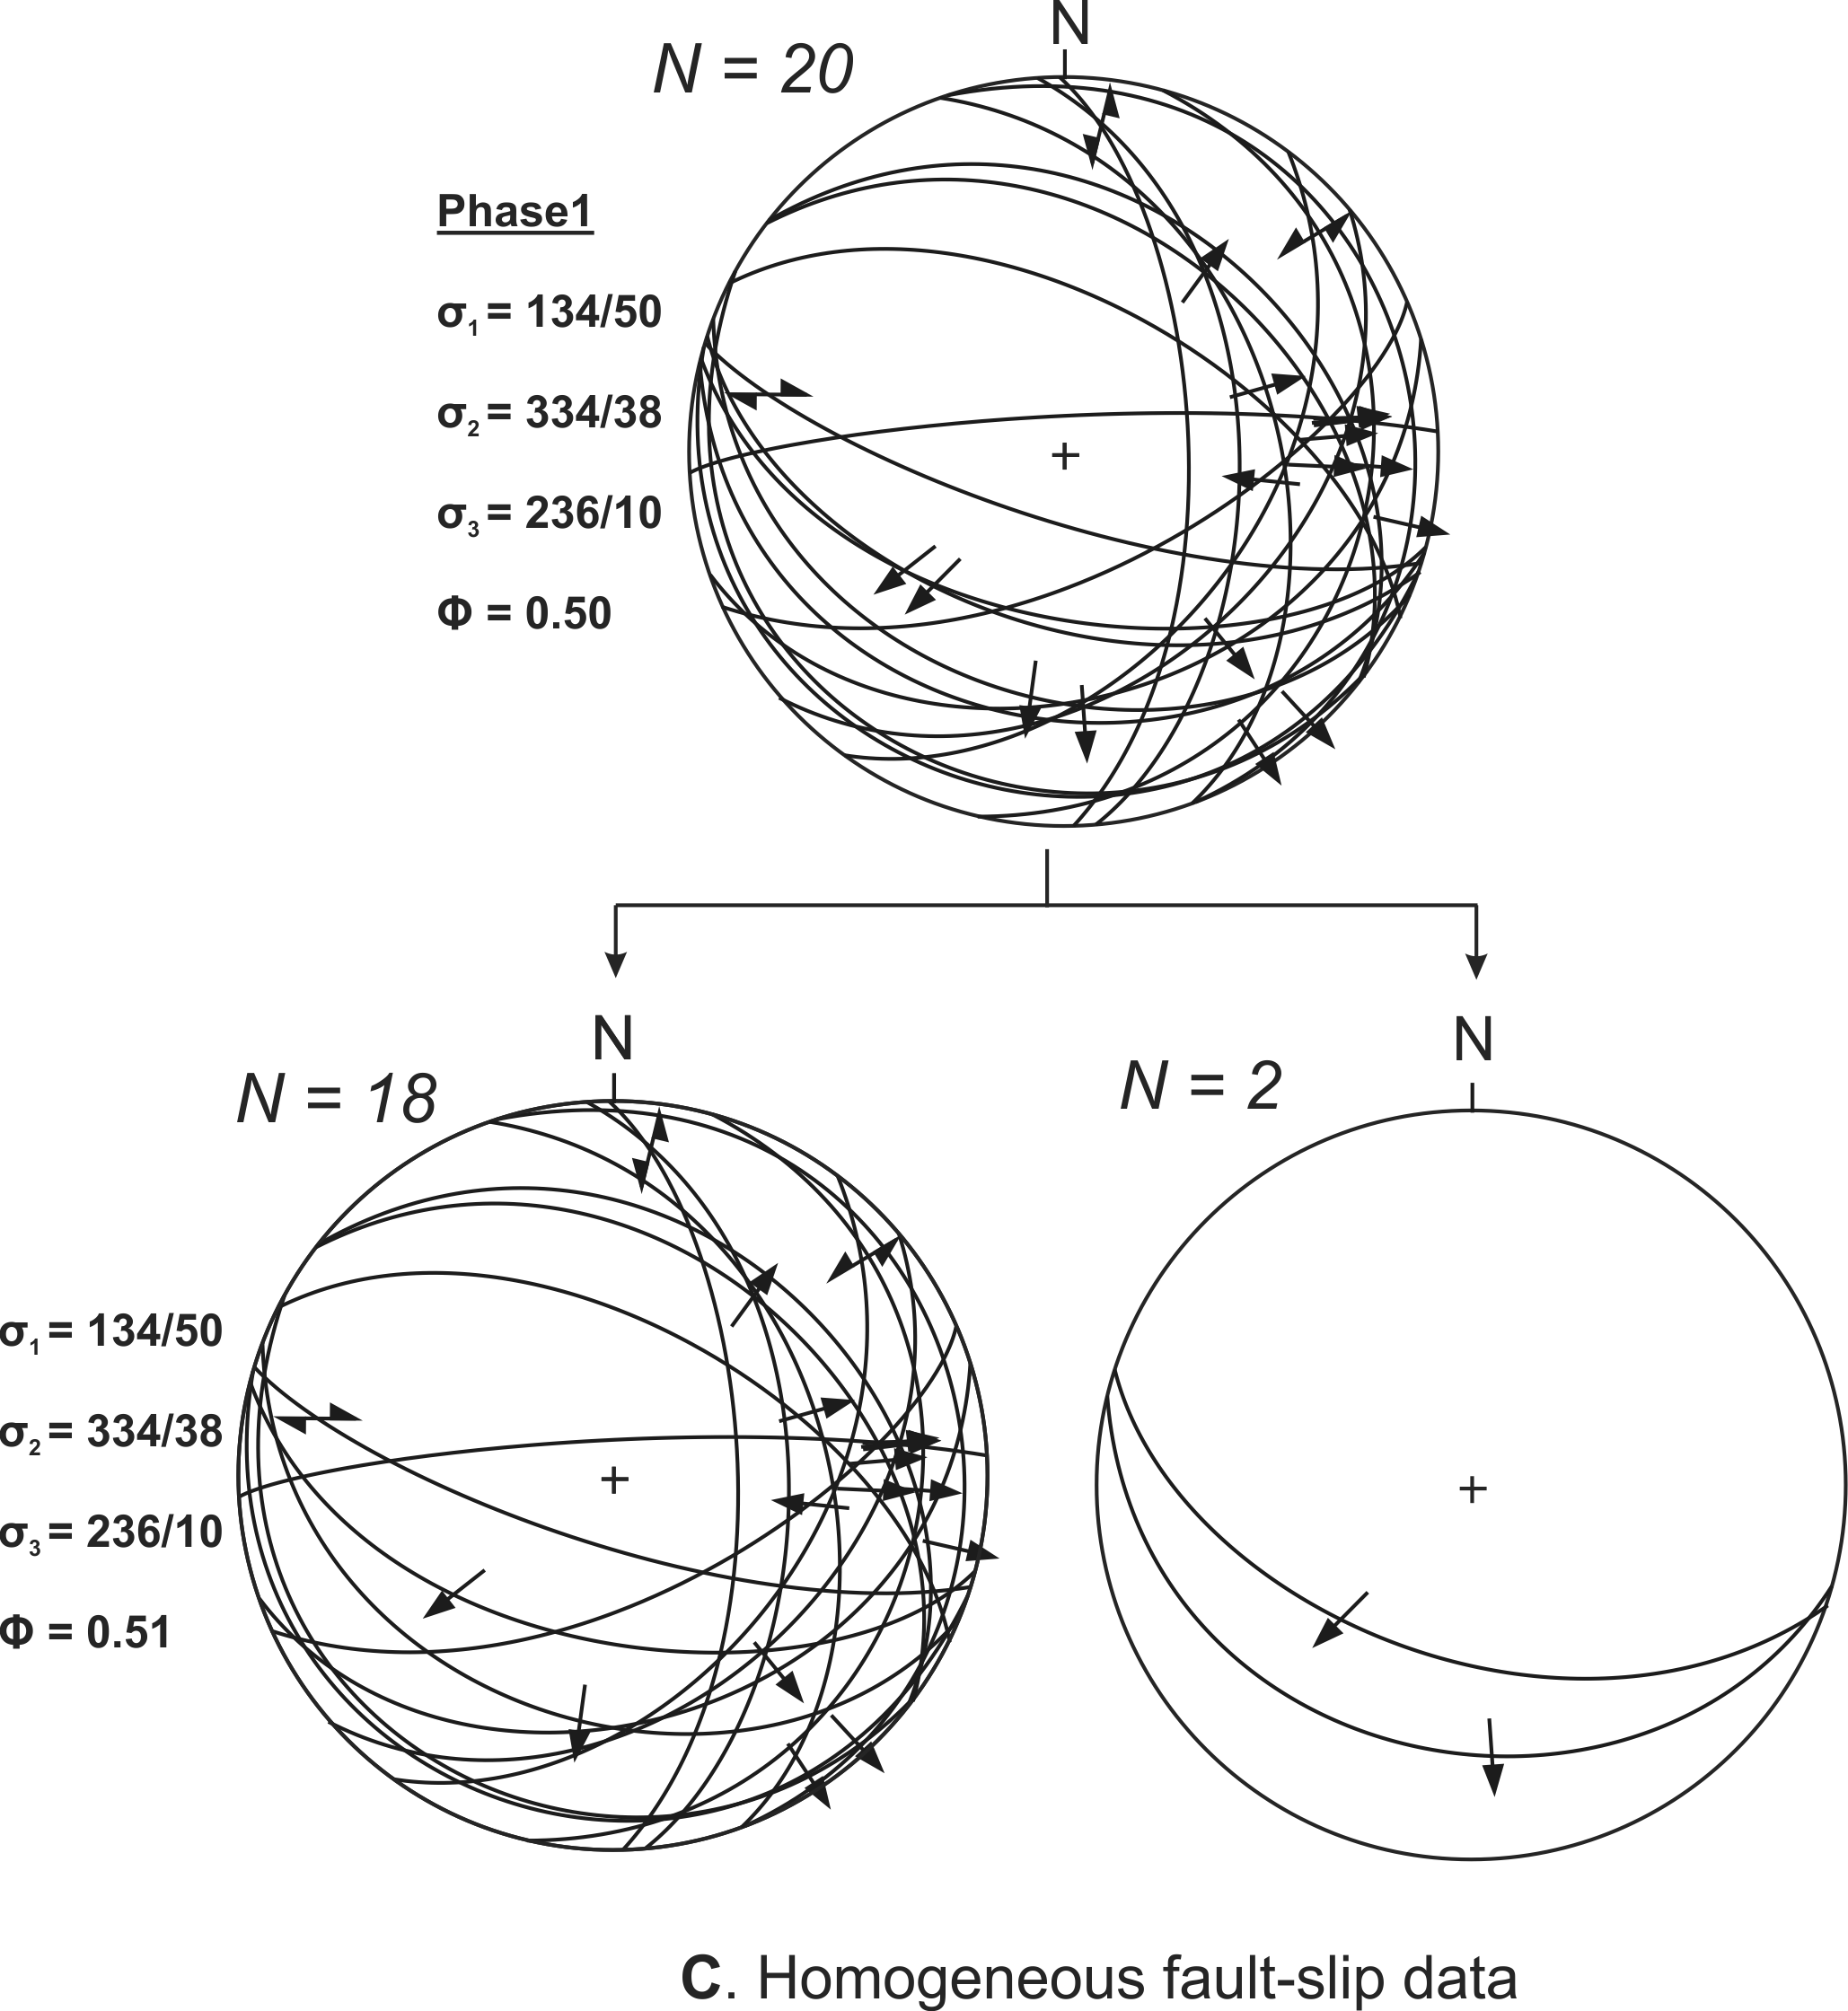 N
N = 20
Phase1
σ1 = 134/50
σ2 = 334/38
σ3 = 236/10
Φ = 0.50
N
N
N = 18
N = 2
σ1 = 134/50
σ2 = 334/38
σ3 = 236/10
Φ = 0.51
C. Homogeneous fault-slip data